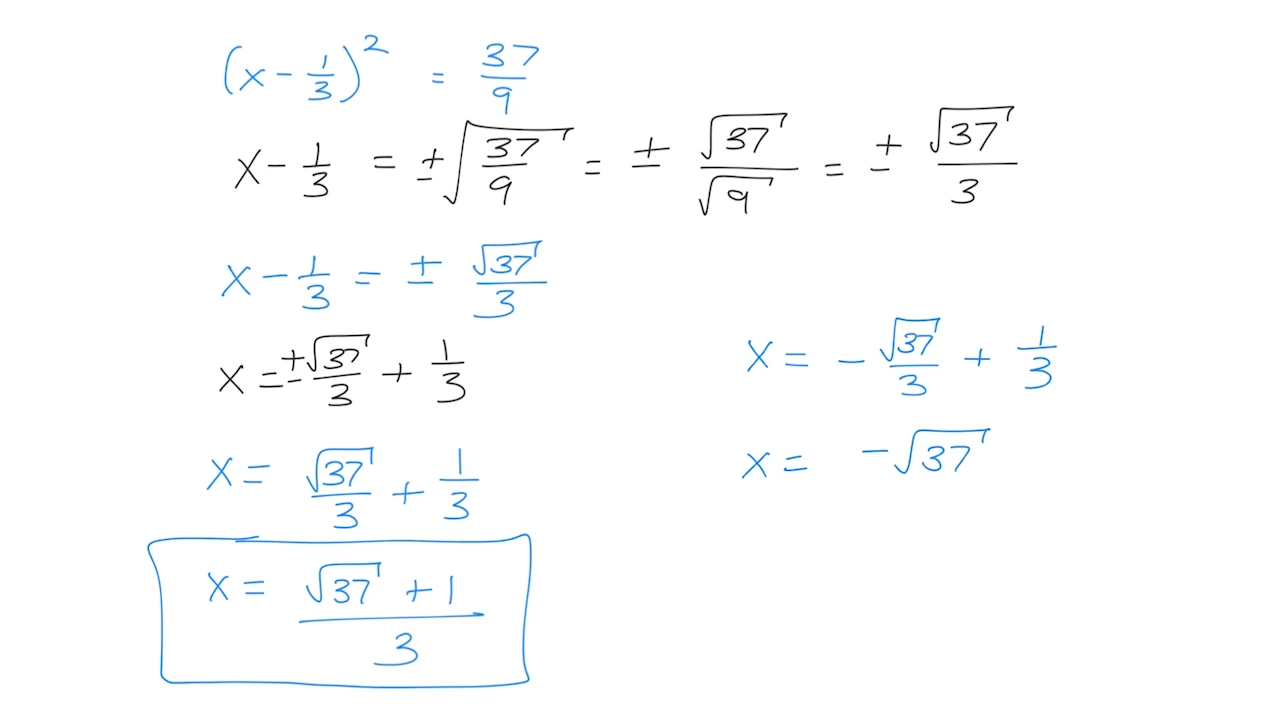 (x - 1/3)² = 37/9
x - 1/3 = ±√(37/9) = ± √37/√9 = ± √37/3
x - 1/3 = ± √37/3
x = ±√37/3 + 1/3
x = √37/3 + 1/3
x = (√37 + 1)/3
x = - √37/3 + 1/3
x = -√37